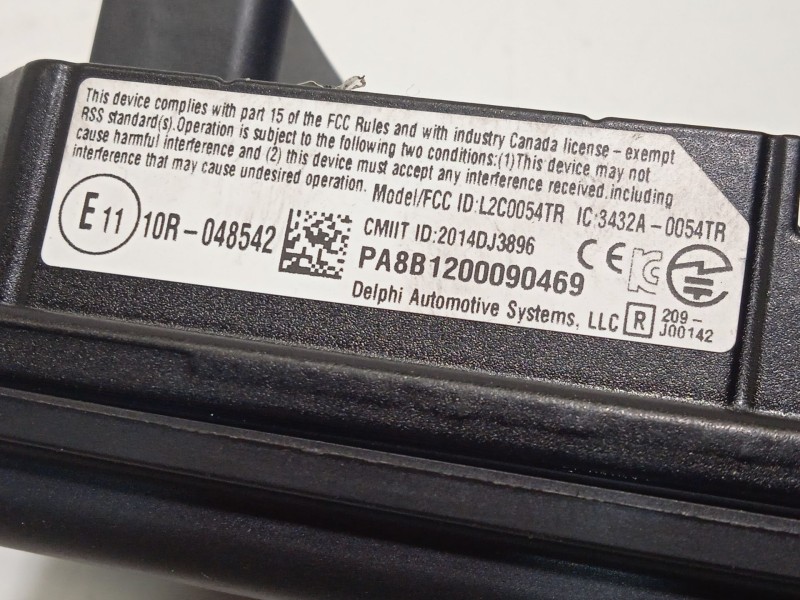 This device complies with part 15 of the FCC Rules and with industry Canada license - exempt
RSS standard(s).Operation is subject to the following two conditions:(1)This device may not
cause harmful interference and (2) this device must accept any interference received, including
interference that may cause undesired operation.
Model/FCC ID:L2C0054TR IC:3432A-0054TR
E11 10R-048542
CMIIT ID:2014DJ3896
PA8B1200090469
CE
Delphi Automotive Systems, LLC
R 209-
J00142